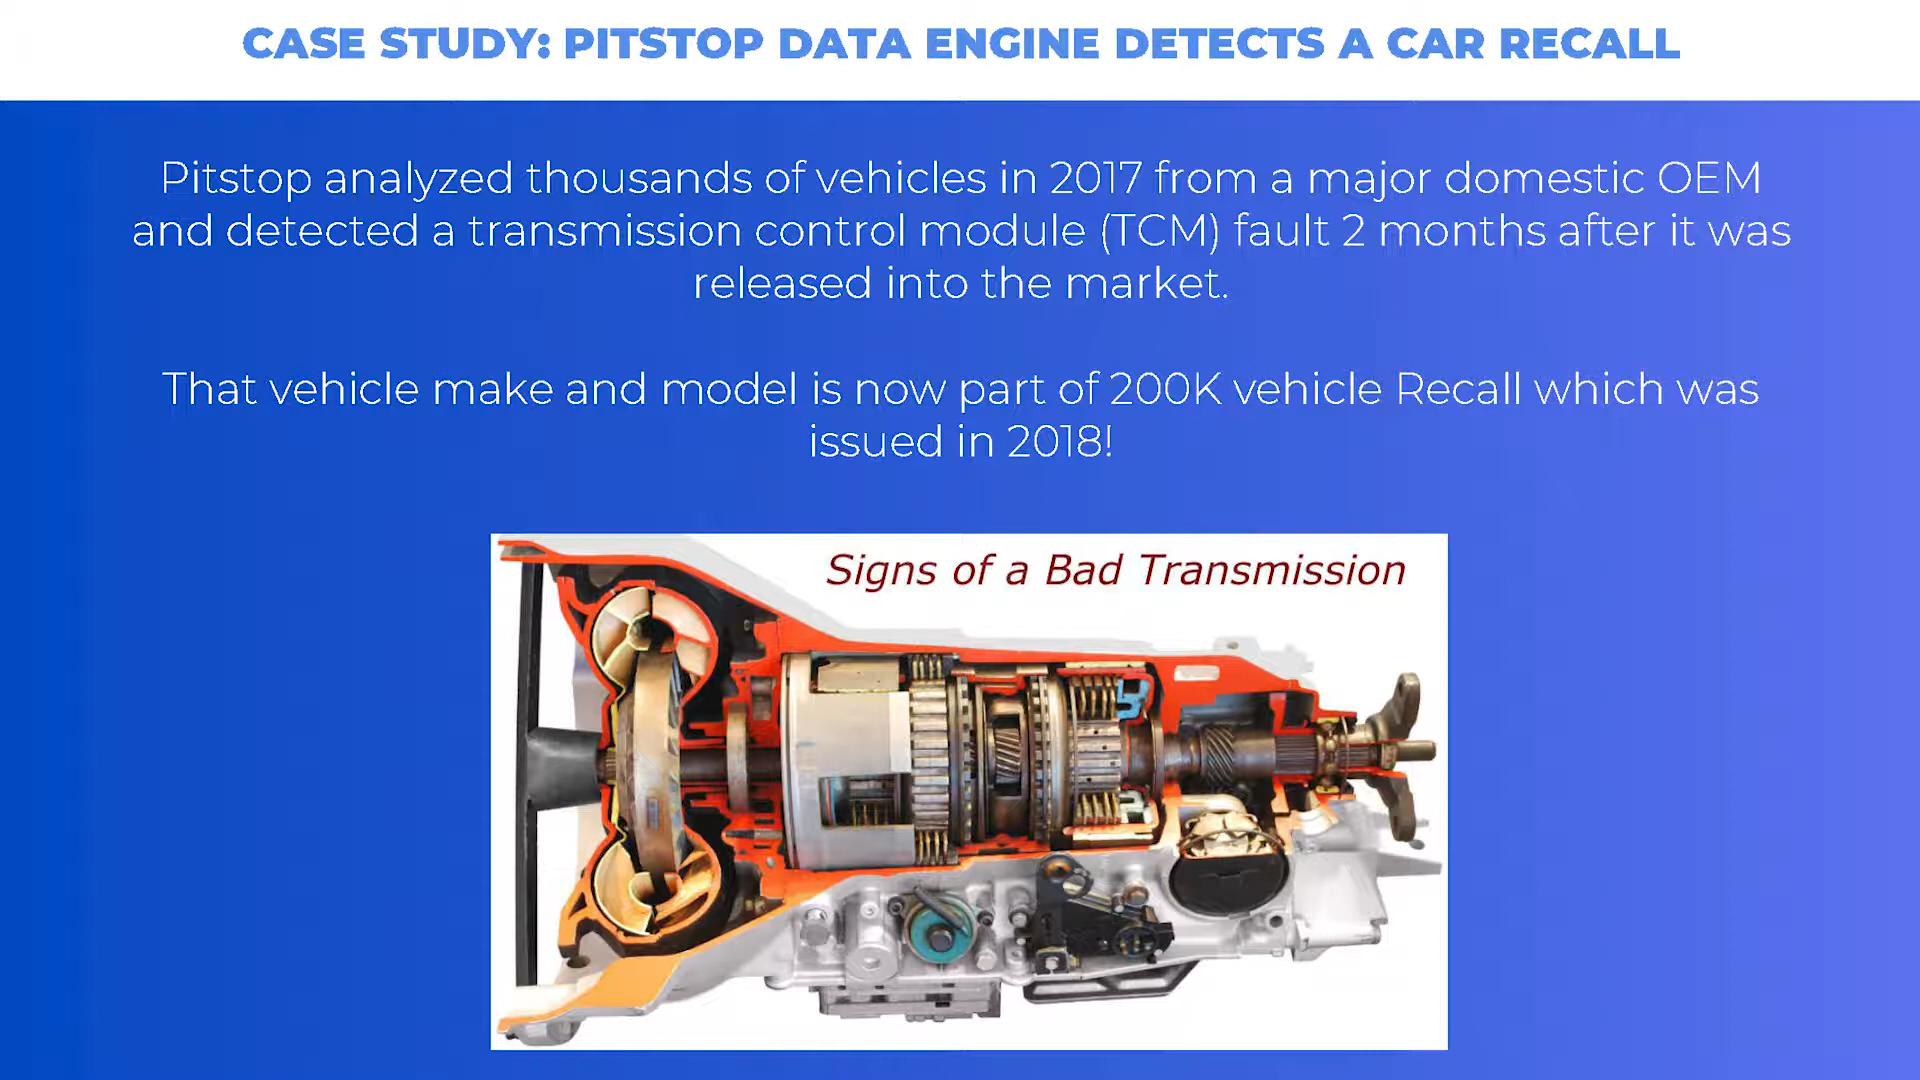 CASE STUDY: PITSTOP DATA ENGINE DETECTS A CAR RECALL
Pitstop analyzed thousands of vehicles in 2017 from a major domestic OEM
and detected a transmission control module (TCM) fault 2 months after it was
released into the market.
That vehicle make and model is now part of 200K vehicle Recall which was
issued in 2018!
Signs of a Bad Transmission